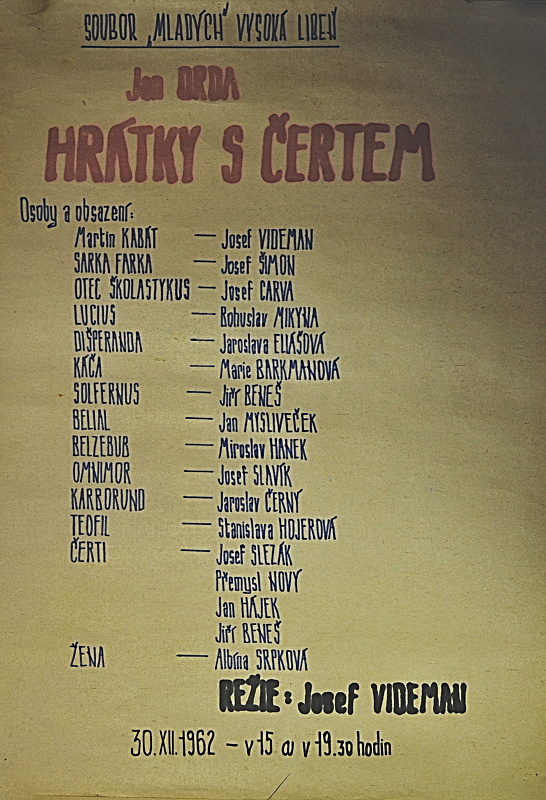 SOUBOR „MLADÝCH" VYSOKÁ LIBEŇ
Jan DRDA
HRÁTKY S ČERTEM
Osoby a obsazení:
Martin KABÁT — Josef VIDEMAN
SARKA FARKA — Josef ŠIMON
OTEC ŠKOLASTYKUS — Josef CARVA
LUCIUS — Bohuslav MIKYNA
DIŠPERANDA — Jaroslava ELIÁŠOVÁ
KÁČA — Marie BARKMANOVÁ
SOLFERNUS — Jiří BENEŠ
BELIAL — Jan MYSLIVEČEK
BELZEBUB — Miroslav HANEK
OMNIMOR — Josef SLAVÍK
KARBORUND — Jaroslav ČERNÝ
TEOFIL — Stanislava HOJEROVÁ
ČERTI — Josef SLEZÁK
Přemysl NOVÝ
Jan HÁJEK
Jiří BENEŠ
ŽENA — Albína SRPKOVÁ
REŽIE: Josef VIDEMAN
30.XII.1962 – v 15 a v 19.30 hodin